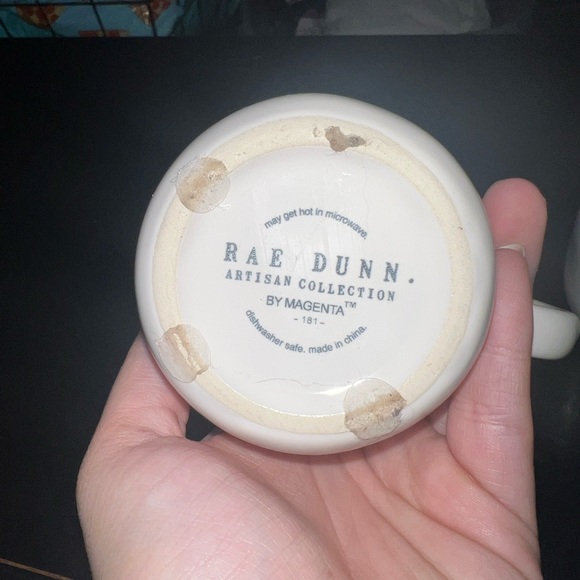 may get hot in microwave.
RAE DUNN.
ARTISAN COLLECTION
BY MAGENTA™
- 181 -
dishwasher safe. made in china.